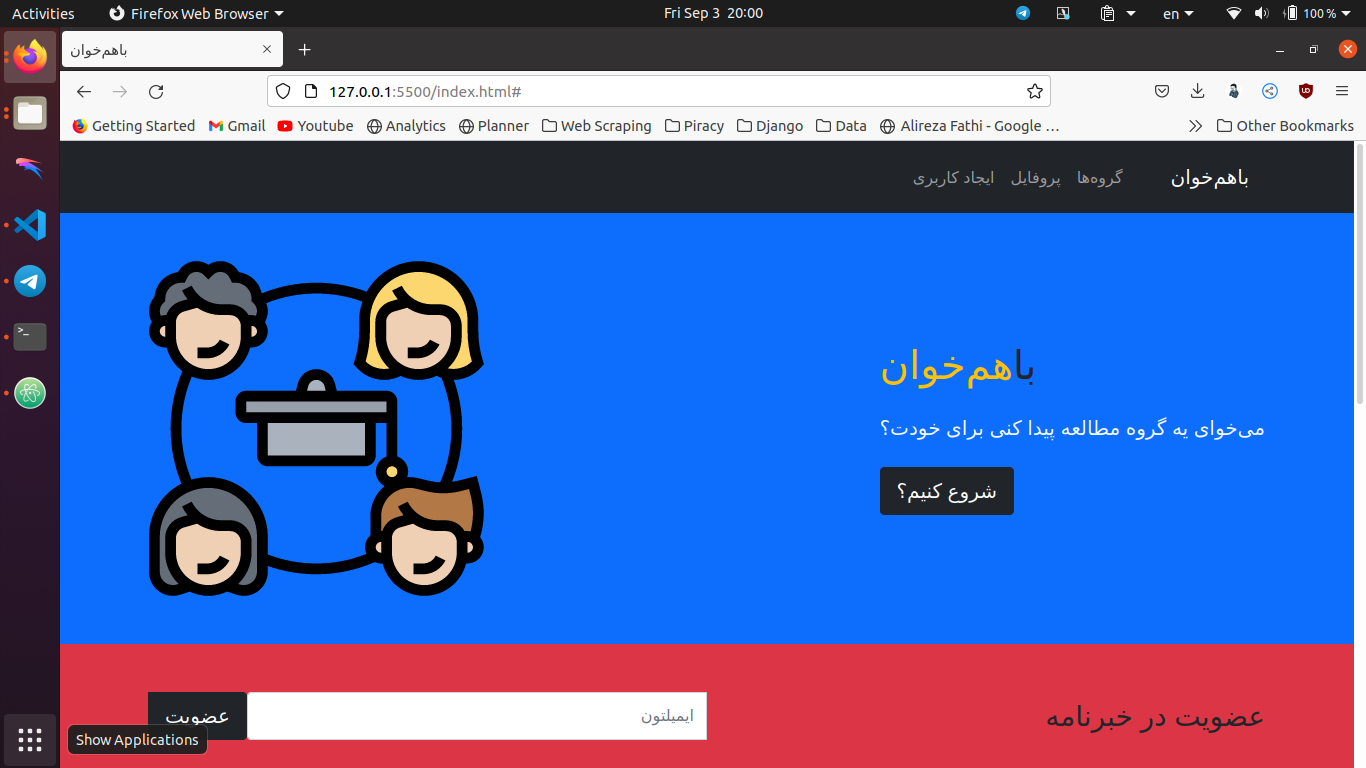 Activities Firefox Web Browser Fri Sep 3 20:00 en 100 %
باهم‌خوان
127.0.0.1:5500/index.html#
Getting Started Gmail Youtube Analytics Planner Web Scraping Piracy Django Data Alireza Fathi - Google … Other Bookmarks
باهم‌خوان گروه‌ها پروفایل ایجاد کاربری
باهم‌خوان
می‌خوای یه گروه مطالعه پیدا کنی برای خودت؟
شروع کنیم؟
عضویت در خبرنامه ایمیلتون عضویت
Show Applications